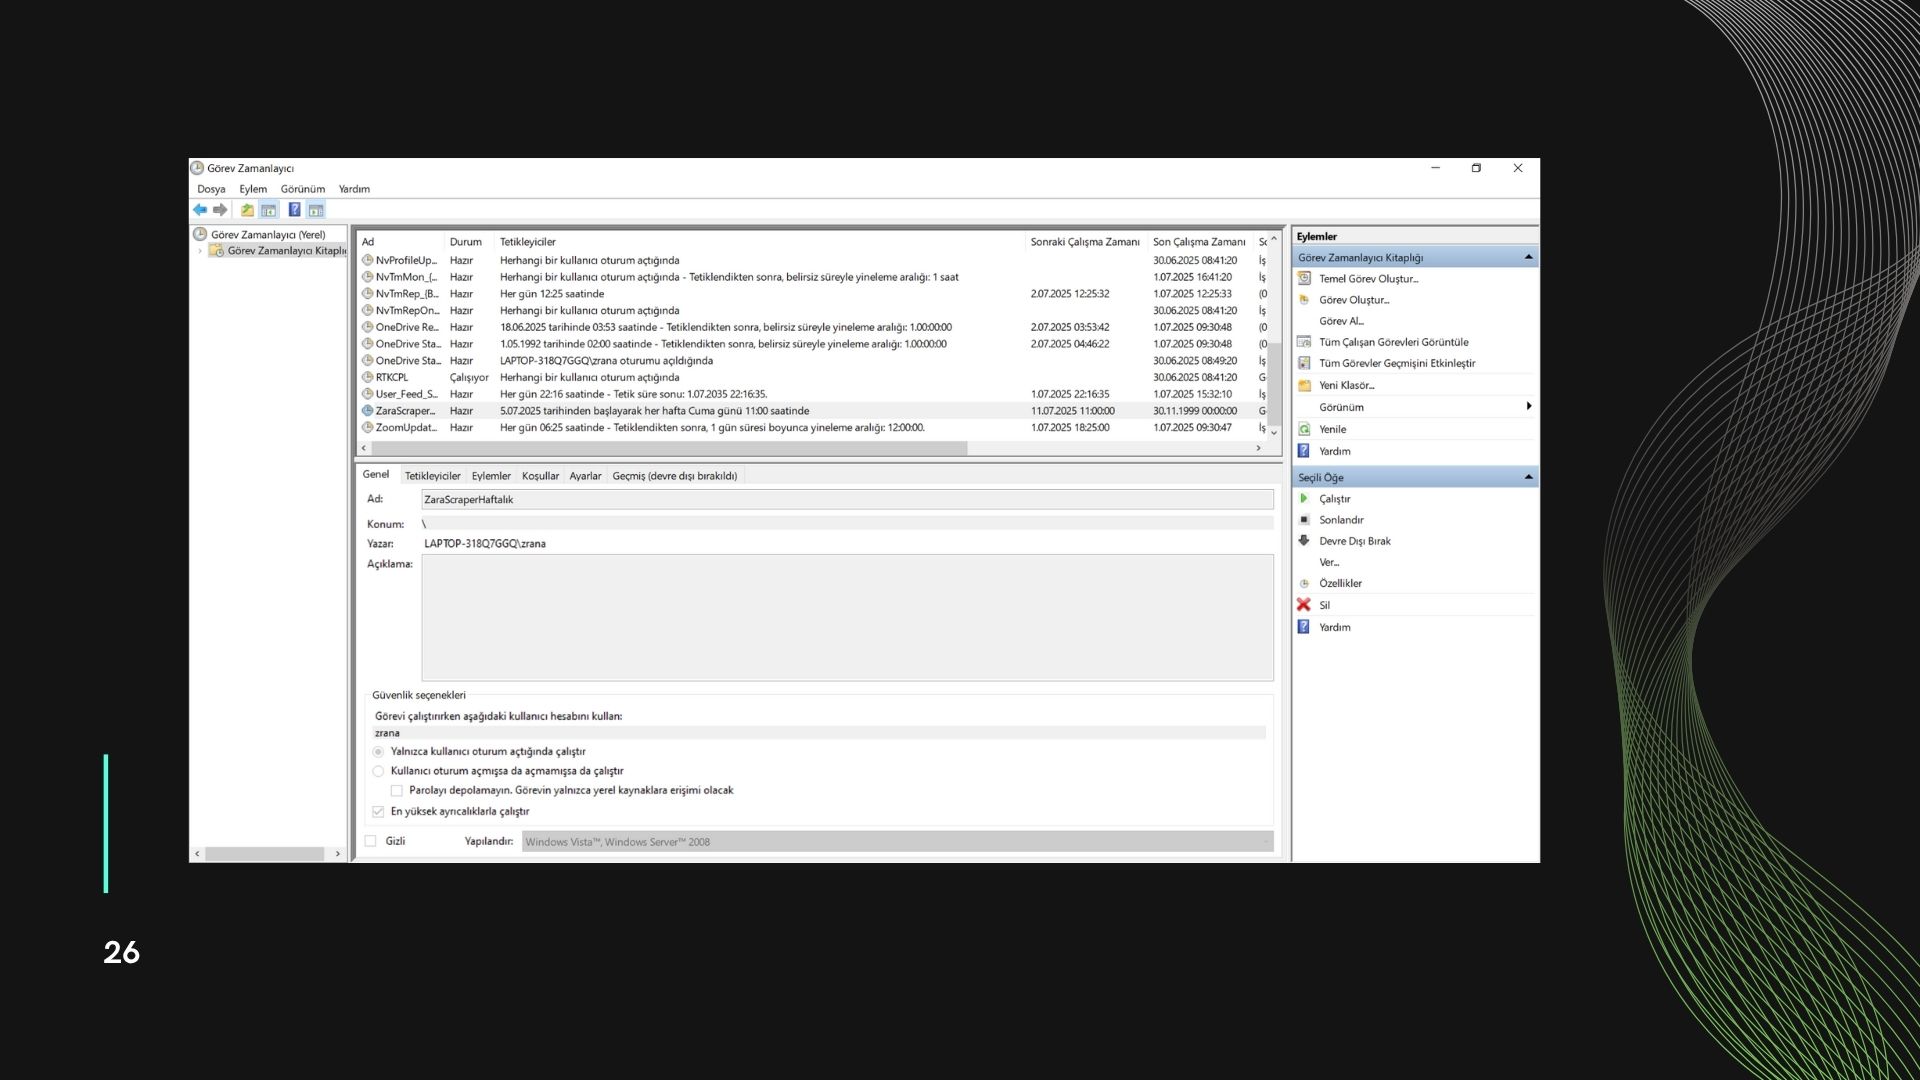 Görev Zamanlayıcı
Dosya Eylem Görünüm Yardım
Görev Zamanlayıcı (Yerel)
Görev Zamanlayıcı Kitaplı
Ad Durum Tetikleyiciler Sonraki Çalışma Zamanı Son Çalışma Zamanı Sc
NvProfileUp... Hazır Herhangi bir kullanıcı oturum açtığında 30.06.2025 08:41:20 İş
NvTmMon_{... Hazır Herhangi bir kullanıcı oturum açtığında - Tetiklendikten sonra, belirsiz süreyle yineleme aralığı: 1 saat 1.07.2025 16:41:20 İş
NvTmRep_{B... Hazır Her gün 12:25 saatinde 2.07.2025 12:25:32 1.07.2025 12:25:33 (0
NvTmRepOn... Hazır Herhangi bir kullanıcı oturum açtığında 30.06.2025 08:41:20 İş
OneDrive Re... Hazır 18.06.2025 tarihinde 03:53 saatinde - Tetiklendikten sonra, belirsiz süreyle yineleme aralığı: 1.00:00:00 2.07.2025 03:53:42 1.07.2025 09:30:48 (0
OneDrive Sta... Hazır 1.05.1992 tarihinde 02:00 saatinde - Tetiklendikten sonra, belirsiz süreyle yineleme aralığı: 1.00:00:00 2.07.2025 04:46:22 1.07.2025 09:30:48 (0
OneDrive Sta... Hazır LAPTOP-318Q7GGQ\zrana oturumu açıldığında 30.06.2025 08:49:20 İş
RTKCPL Çalışıyor Herhangi bir kullanıcı oturum açtığında 30.06.2025 08:41:20 G
User_Feed_S... Hazır Her gün 22:16 saatinde - Tetik süre sonu: 1.07.2035 22:16:35. 1.07.2025 22:16:35 1.07.2025 15:32:10 İş
ZaraScraper... Hazır 5.07.2025 tarihinden başlayarak her hafta Cuma günü 11:00 saatinde 11.07.2025 11:00:00 30.11.1999 00:00:00 G
ZoomUpdat... Hazır Her gün 06:25 saatinde - Tetiklendikten sonra, 1 gün süresi boyunca yineleme aralığı: 12:00:00. 1.07.2025 18:25:00 1.07.2025 09:30:47 İş
Genel Tetikleyiciler Eylemler Koşullar Ayarlar Geçmiş (devre dışı bırakıldı)
Ad: ZaraScraperHaftalık
Konum: \
Yazar: LAPTOP-318Q7GGQ\zrana
Açıklama:
Güvenlik seçenekleri
Görevi çalıştırırken aşağıdaki kullanıcı hesabını kullan:
zrana
Yalnızca kullanıcı oturum açtığında çalıştır
Kullanıcı oturum açmışsa da açmamışsa da çalıştır
Parolayı depolamayın. Görevin yalnızca yerel kaynaklara erişimi olacak
En yüksek ayrıcalıklarla çalıştır
Gizli Yapılandır: Windows Vista™, Windows Server™ 2008
Eylemler
Görev Zamanlayıcı Kitaplığı
Temel Görev Oluştur...
Görev Oluştur...
Görev Al...
Tüm Çalışan Görevleri Görüntüle
Tüm Görevler Geçmişini Etkinleştir
Yeni Klasör...
Görünüm
Yenile
Yardım
Seçili Öğe
Çalıştır
Sonlandır
Devre Dışı Bırak
Ver...
Özellikler
Sil
Yardım
26